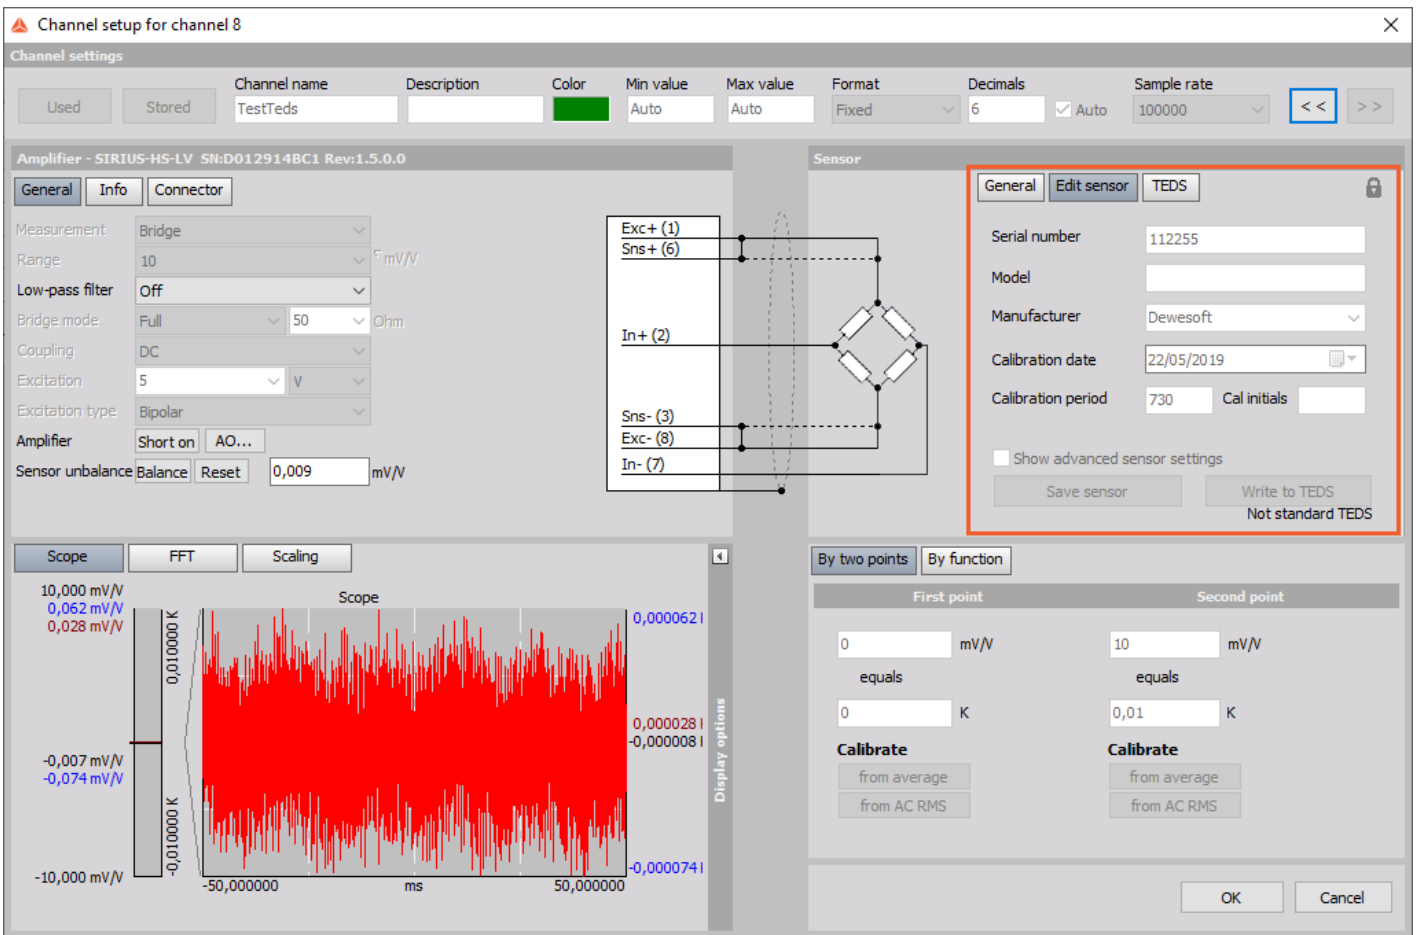 Channel setup for channel 8
Channel settings
Used
Stored
Channel name
TestTeds
Description
Color
Min value
Auto
Max value
Auto
Format
Fixed
Decimals
6
Auto
Sample rate
100000
<<
>>
Amplifier - SIRIUS-HS-LV SN:D012914BC1 Rev:1.5.0.0
General Info Connector
Measurement Bridge
Range 10 mV/V
Low-pass filter Off
Bridge mode Full 50 Ohm
Coupling DC
Excitation 5 V
Excitation type Bipolar
Amplifier Short on AO...
Sensor unbalance Balance Reset 0,009 mV/V
Exc+ (1)
Sns+ (6)
In+ (2)
Sns- (3)
Exc- (8)
In- (7)
Sensor
General Edit sensor TEDS
Serial number 112255
Model
Manufacturer Dewesoft
Calibration date 22/05/2019
Calibration period 730 Cal initials
Show advanced sensor settings
Save sensor Write to TEDS
Not standard TEDS
Scope FFT Scaling
10,000 mV/V
0,062 mV/V
0,028 mV/V
-0,007 mV/V
-0,074 mV/V
-10,000 mV/V
0,010000 K
-0,010000 K
Scope
0,000062
0,000028
-0,000008
-0,000074
-50,000000 ms 50,000000
Display options
By two points By function
First point Second point
0 mV/V 10 mV/V
equals equals
0 K 0,01 K
Calibrate Calibrate
from average from average
from AC RMS from AC RMS
OK Cancel